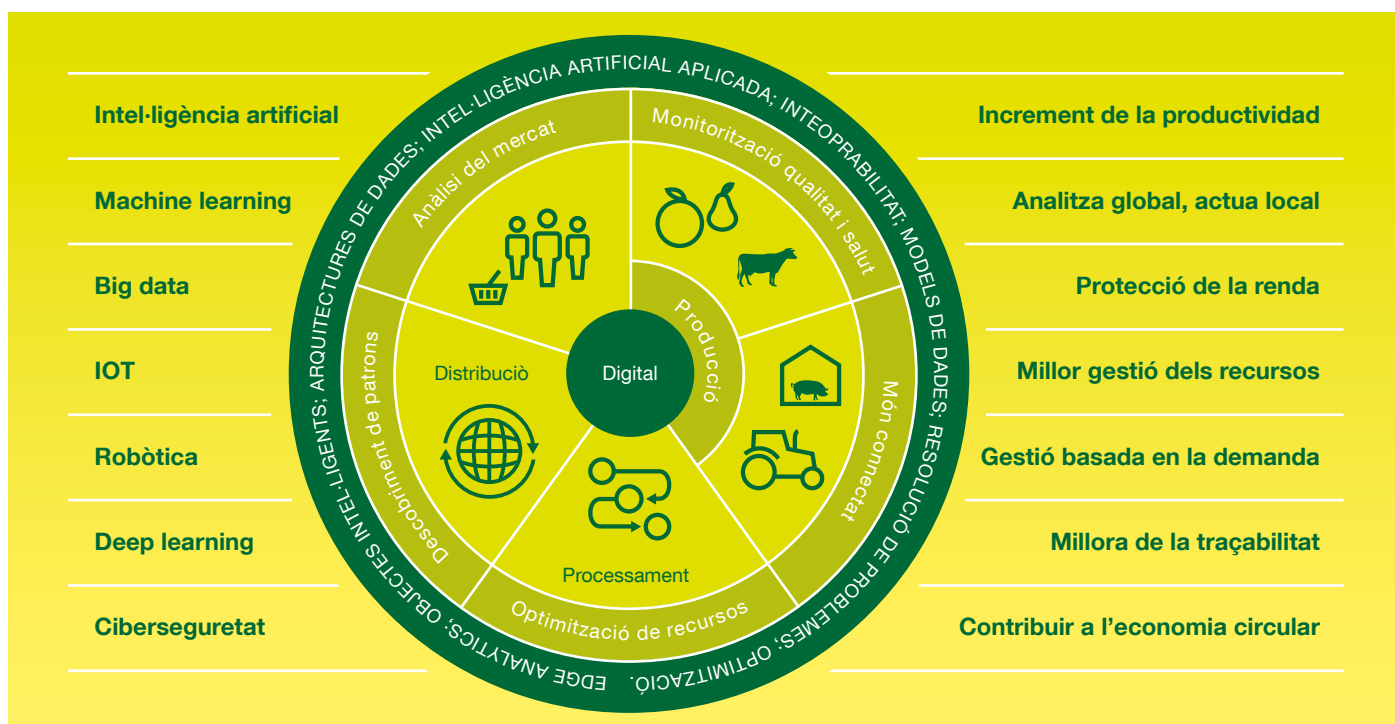 Intel·ligència artificial
Machine learning
Big data
IOT
Robòtica
Deep learning
Ciberseguretat
EDGE ANALYTICS; OBJECTES INTEL·LIGENTS; ARQUITECTURES DE DADES; INTEL·LIGÈNCIA ARTIFICIAL APLICADA; INTEOPRABILITAT; MODELS DE DADES; RESOLUCIÓ DE PROBLEMES; OPTIMITZACIÓ.
Anàlisi del mercat
Monitorització qualitat i salut
Món connectat
Optimització de recursos
Descobriment de patrons
Producció
Digital
Distribuciò
Processament
Increment de la productividad
Analitza global, actua local
Protecció de la renda
Millor gestió dels recursos
Gestió basada en la demanda
Millora de la traçabilitat
Contribuir a l’economia circular